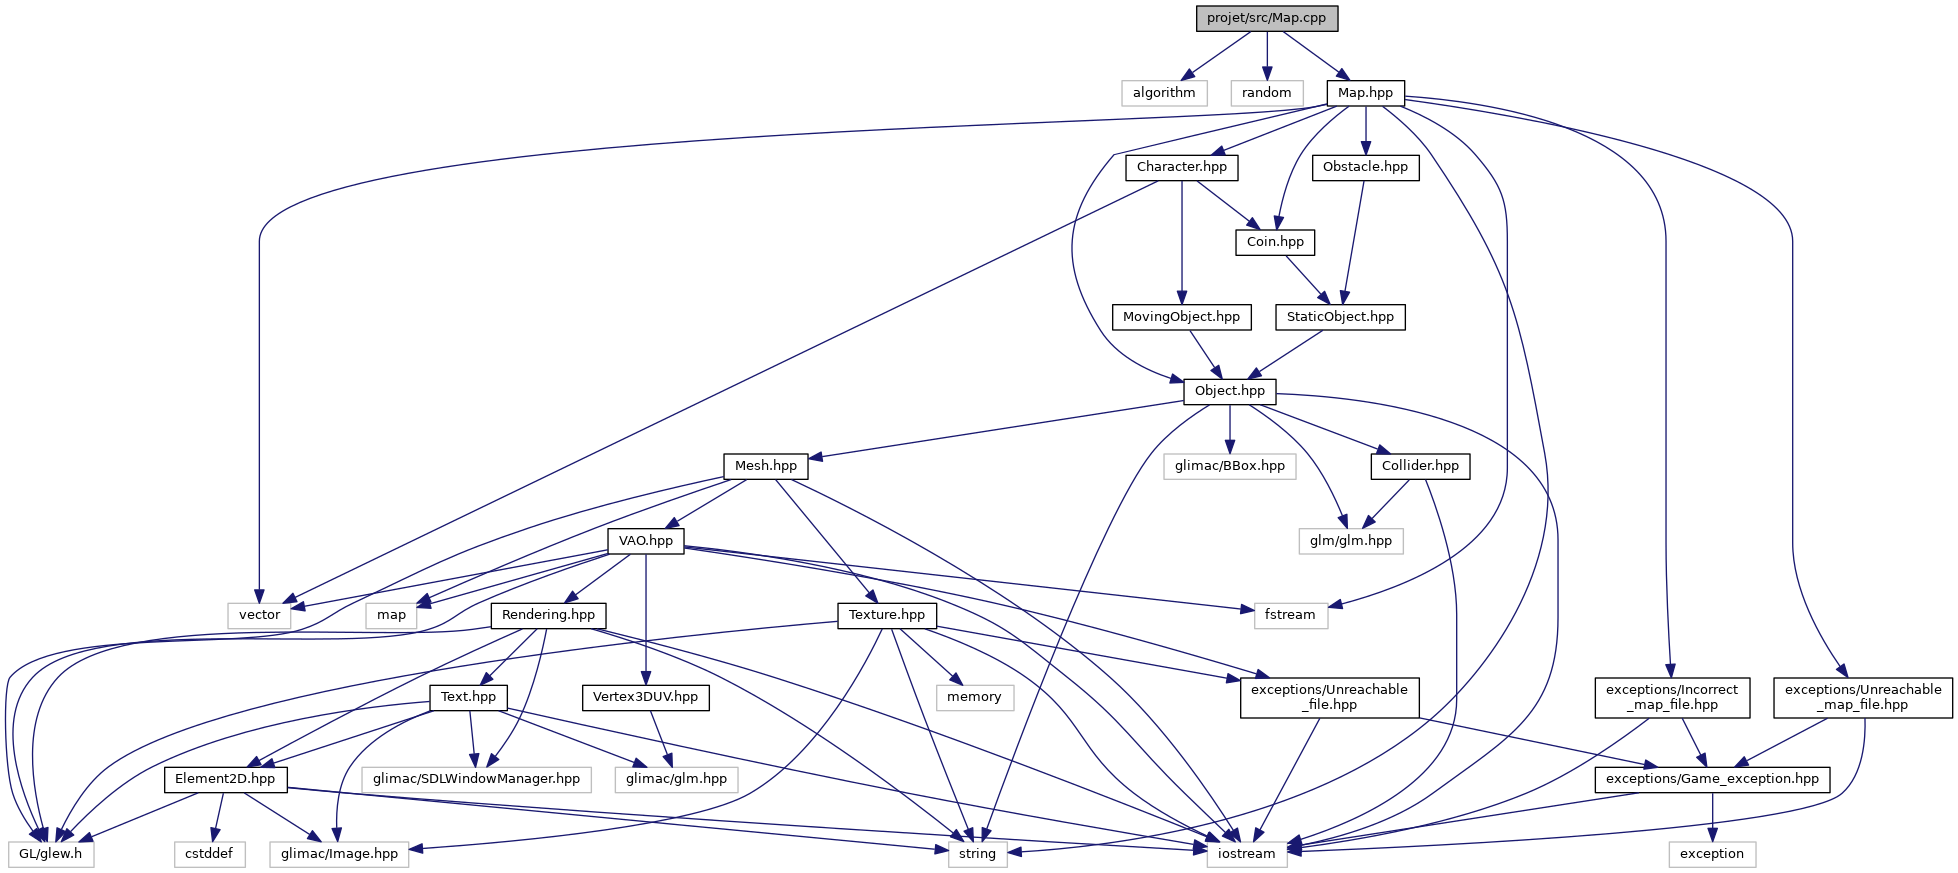 projet/src/Map.cpp
algorithm
random
Map.hpp
Character.hpp
Obstacle.hpp
Coin.hpp
MovingObject.hpp
StaticObject.hpp
Object.hpp
Mesh.hpp
glimac/BBox.hpp
Collider.hpp
VAO.hpp
glm/glm.hpp
vector
map
Rendering.hpp
Texture.hpp
fstream
Text.hpp
Vertex3DUV.hpp
memory
exceptions/Unreachable
_file.hpp
exceptions/Incorrect
_map_file.hpp
exceptions/Unreachable
_map_file.hpp
Element2D.hpp
glimac/SDLWindowManager.hpp
glimac/glm.hpp
exceptions/Game_exception.hpp
GL/glew.h
cstddef
glimac/Image.hpp
string
iostream
exception